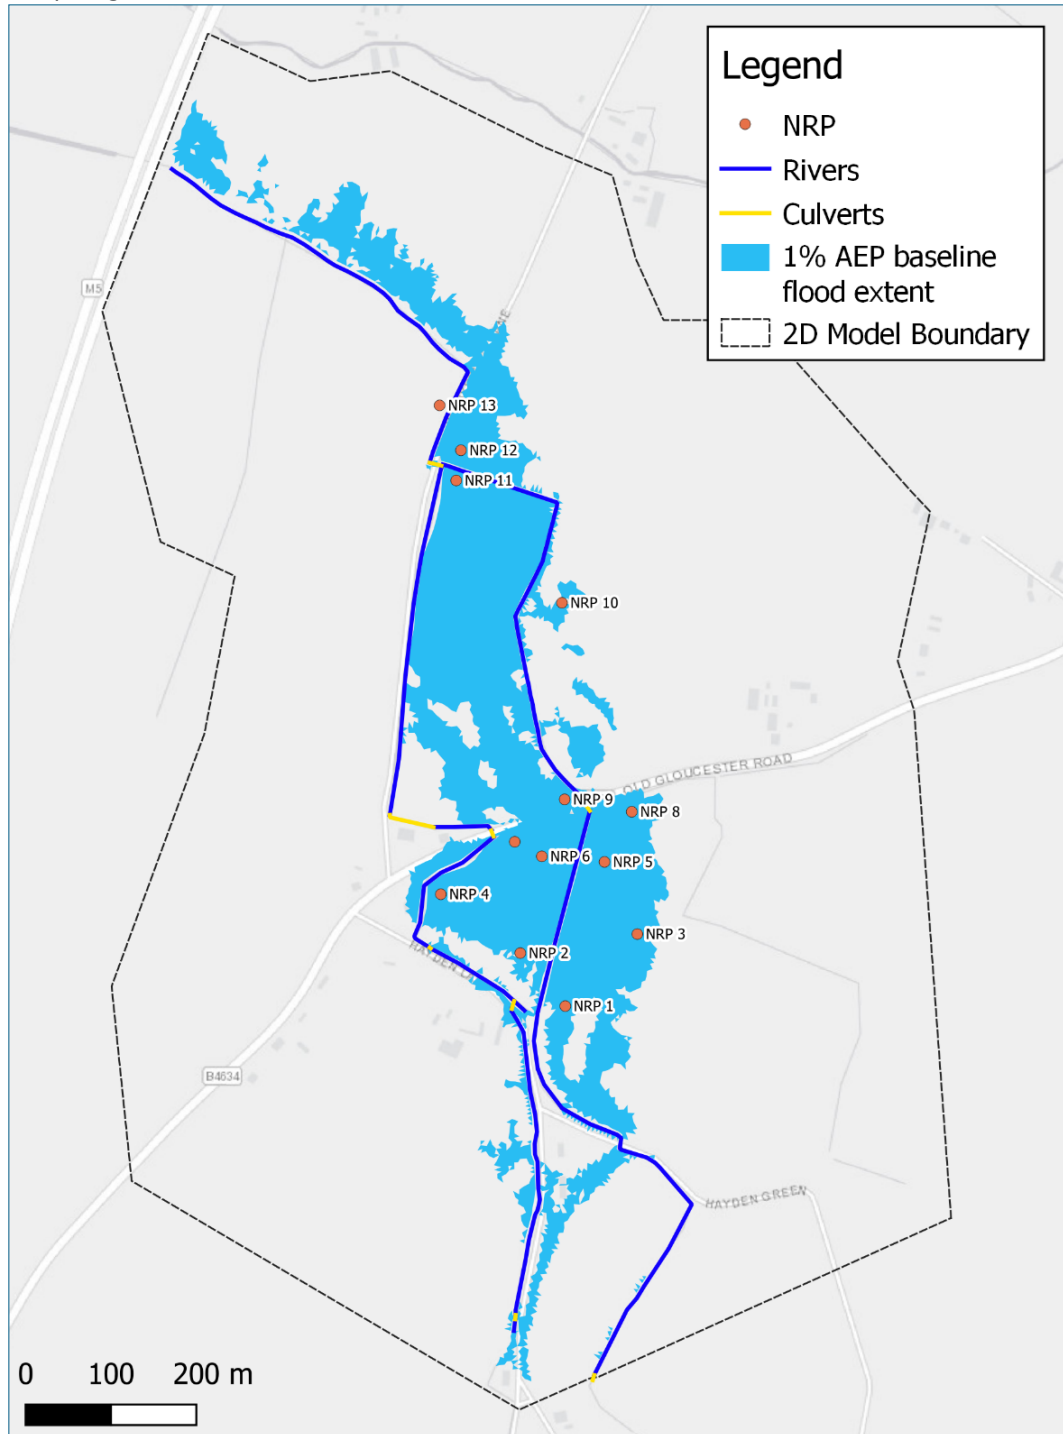 Legend
NRP
Rivers
Culverts
1% AEP baseline
flood extent
2D Model Boundary
M5
NRP 13
NRP 12
NRP 11
NRP 10
OLD GLOUCESTER ROAD
NRP 9
NRP 8
NRP 6
NRP 5
NRP 4
NRP 3
NRP 2
NRP 1
B4634
HAYDEN GREEN
0 100 200 m